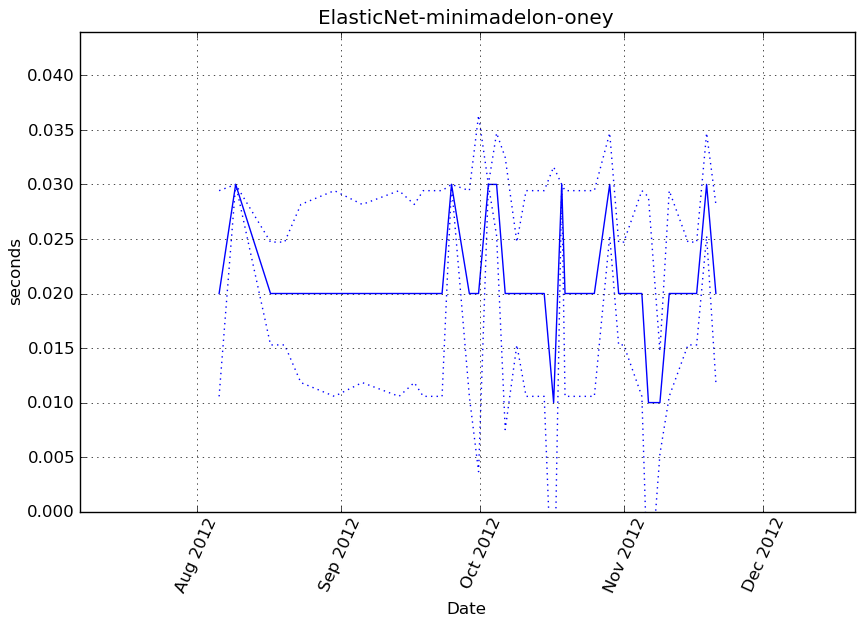 ElasticNet-minimadelon-oney
0.040
0.035
0.030
0.025
0.020
0.015
0.010
0.005
0.000
seconds
Aug 2012
Sep 2012
Oct 2012
Nov 2012
Dec 2012
Date